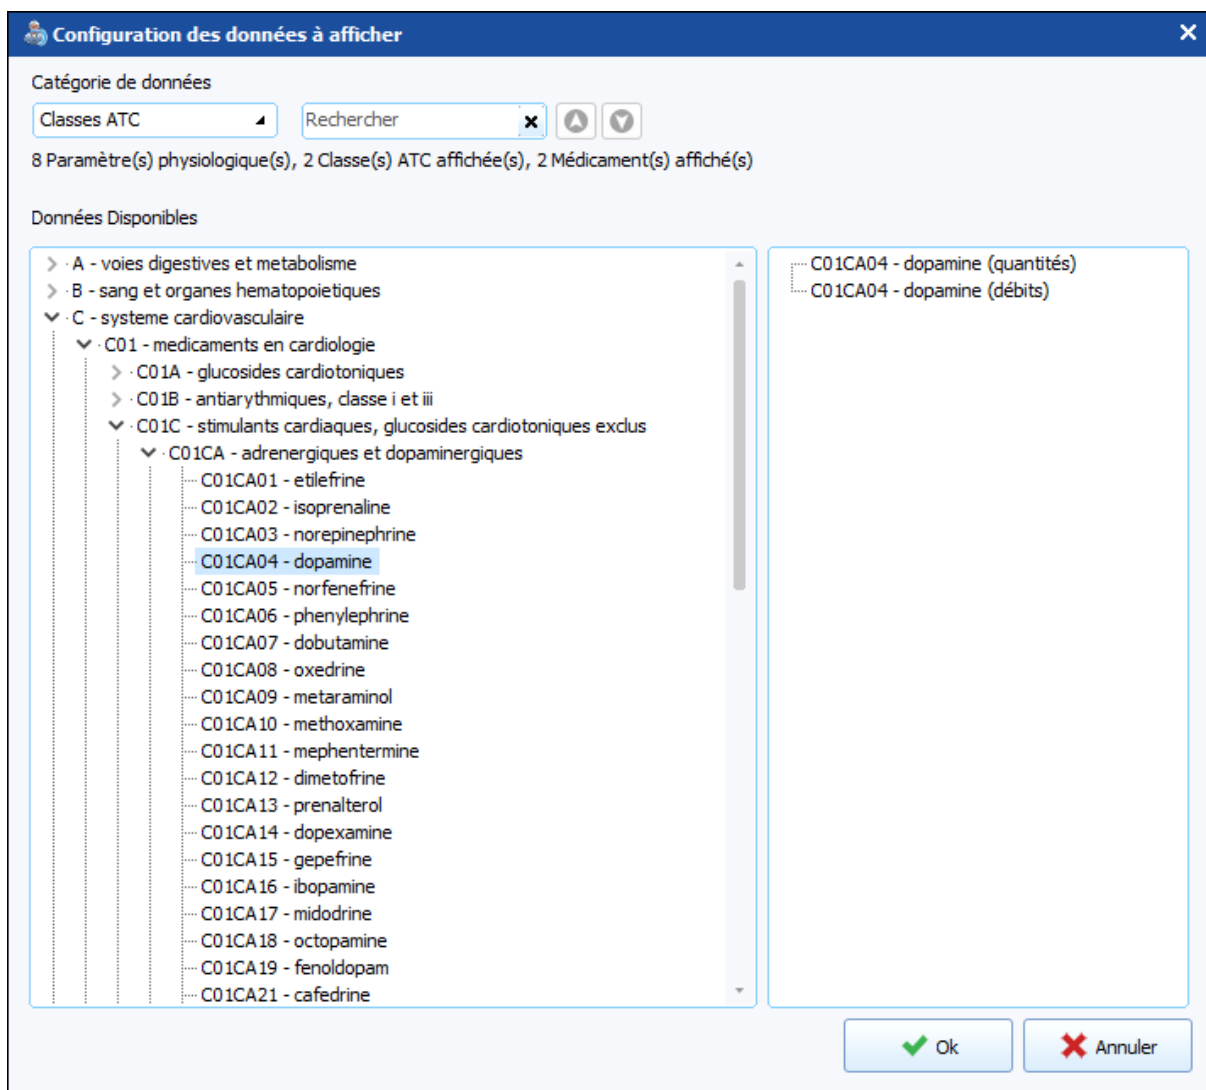 Configuration des données à afficher
Catégorie de données
Classes ATC
Rechercher
8 Paramètre(s) physiologique(s), 2 Classe(s) ATC affichée(s), 2 Médicament(s) affiché(s)
Données Disponibles
A - voies digestives et metabolisme
B - sang et organes hematopoietiques
C - systeme cardiovasculaire
C01 - medicaments en cardiologie
C01A - glucosides cardiotoniques
C01B - antiarythmiques, classe i et iii
C01C - stimulants cardiaques, glucosides cardiotoniques exclus
C01CA - adrenergiques et dopaminergiques
C01CA01 - etilefrine
C01CA02 - isoprenaline
C01CA03 - norepinephrine
C01CA04 - dopamine
C01CA05 - norfenefrine
C01CA06 - phenylephrine
C01CA07 - dobutamine
C01CA08 - oxedrine
C01CA09 - metaraminol
C01CA10 - methoxamine
C01CA11 - mephentermine
C01CA12 - dimetofrine
C01CA13 - prenalterol
C01CA14 - dopexamine
C01CA15 - gepefrine
C01CA16 - ibopamine
C01CA17 - midodrine
C01CA18 - octopamine
C01CA19 - fenoldopam
C01CA21 - cafedrine
C01CA04 - dopamine (quantités)
C01CA04 - dopamine (débits)
Ok
Annuler